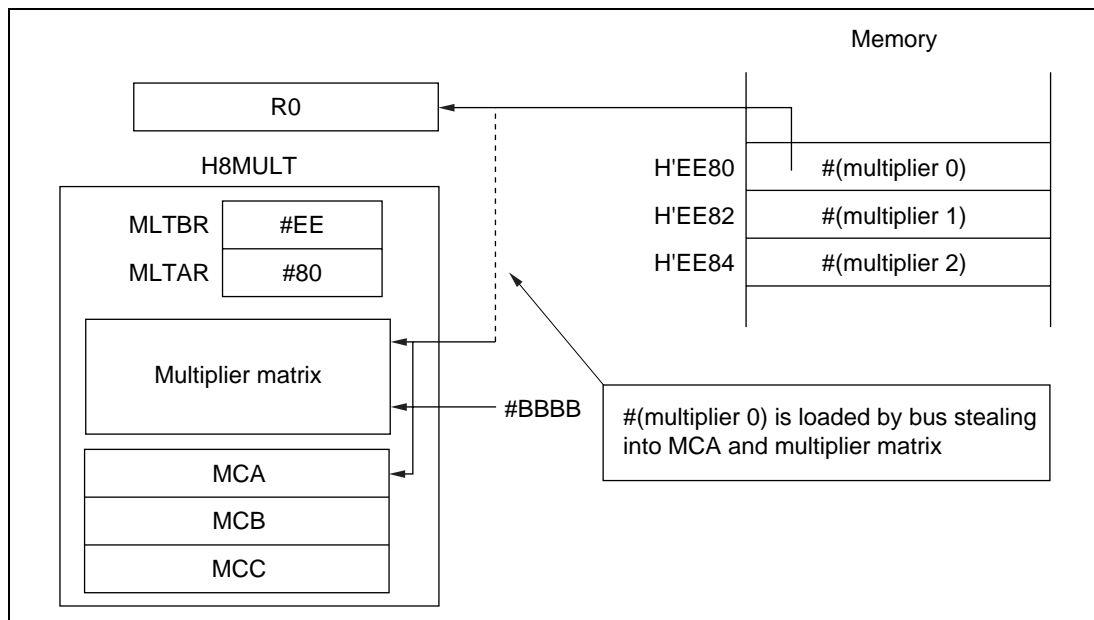 Memory
R0
H8MULT
H'EE80 #(multiplier 0)
MLTBR #EE
H'EE82 #(multiplier 1)
MLTAR #80
H'EE84 #(multiplier 2)
Multiplier matrix
#BBBB
#(multiplier 0) is loaded by bus stealing
into MCA and multiplier matrix
MCA
MCB
MCC